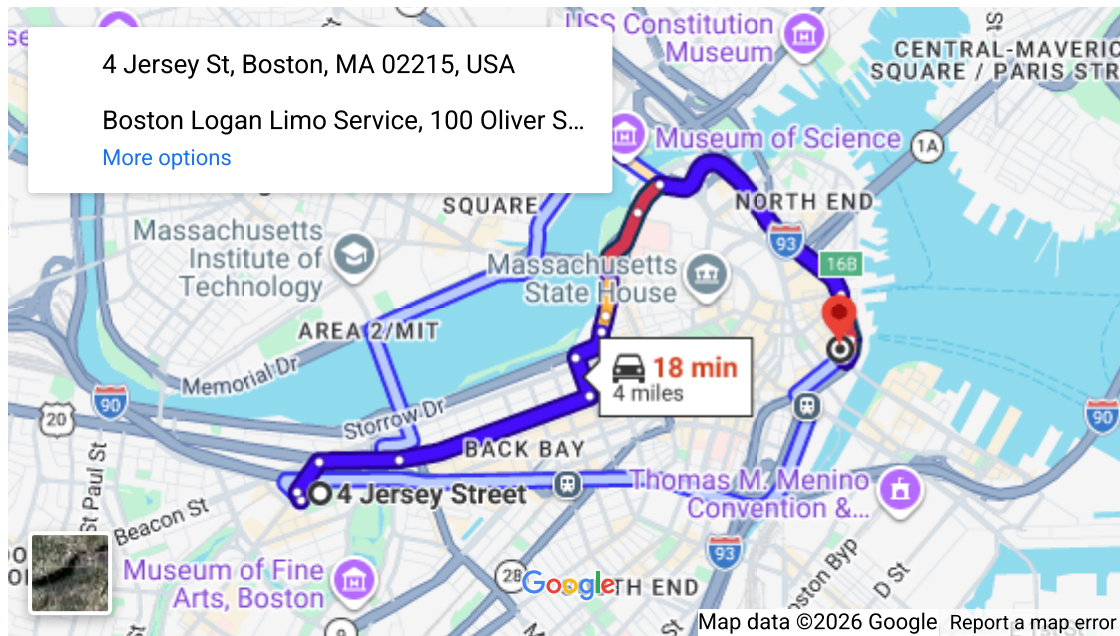 4 Jersey St, Boston, MA 02215, USA
Boston Logan Limo Service, 100 Oliver S...
More options
USS Constitution
Museum
St
CENTRAL-MAVERIC
SQUARE / PARIS STR
Museum of Science
1A
SQUARE
NORTH END
93
16B
Massachusetts
Institute of
Technology
Massachusetts
State House
AREA 2/MIT
18 min
4 miles
Memorial Dr
90
20
90
Storrow Dr
BACK BAY
4 Jersey Street
Thomas M. Menino
Convention &...
St Paul St
Beacon St
93
Museum of Fine
Arts, Boston
28
Google
TH END
D St
St
St
9
Map data ©2026 Google
Report a map error